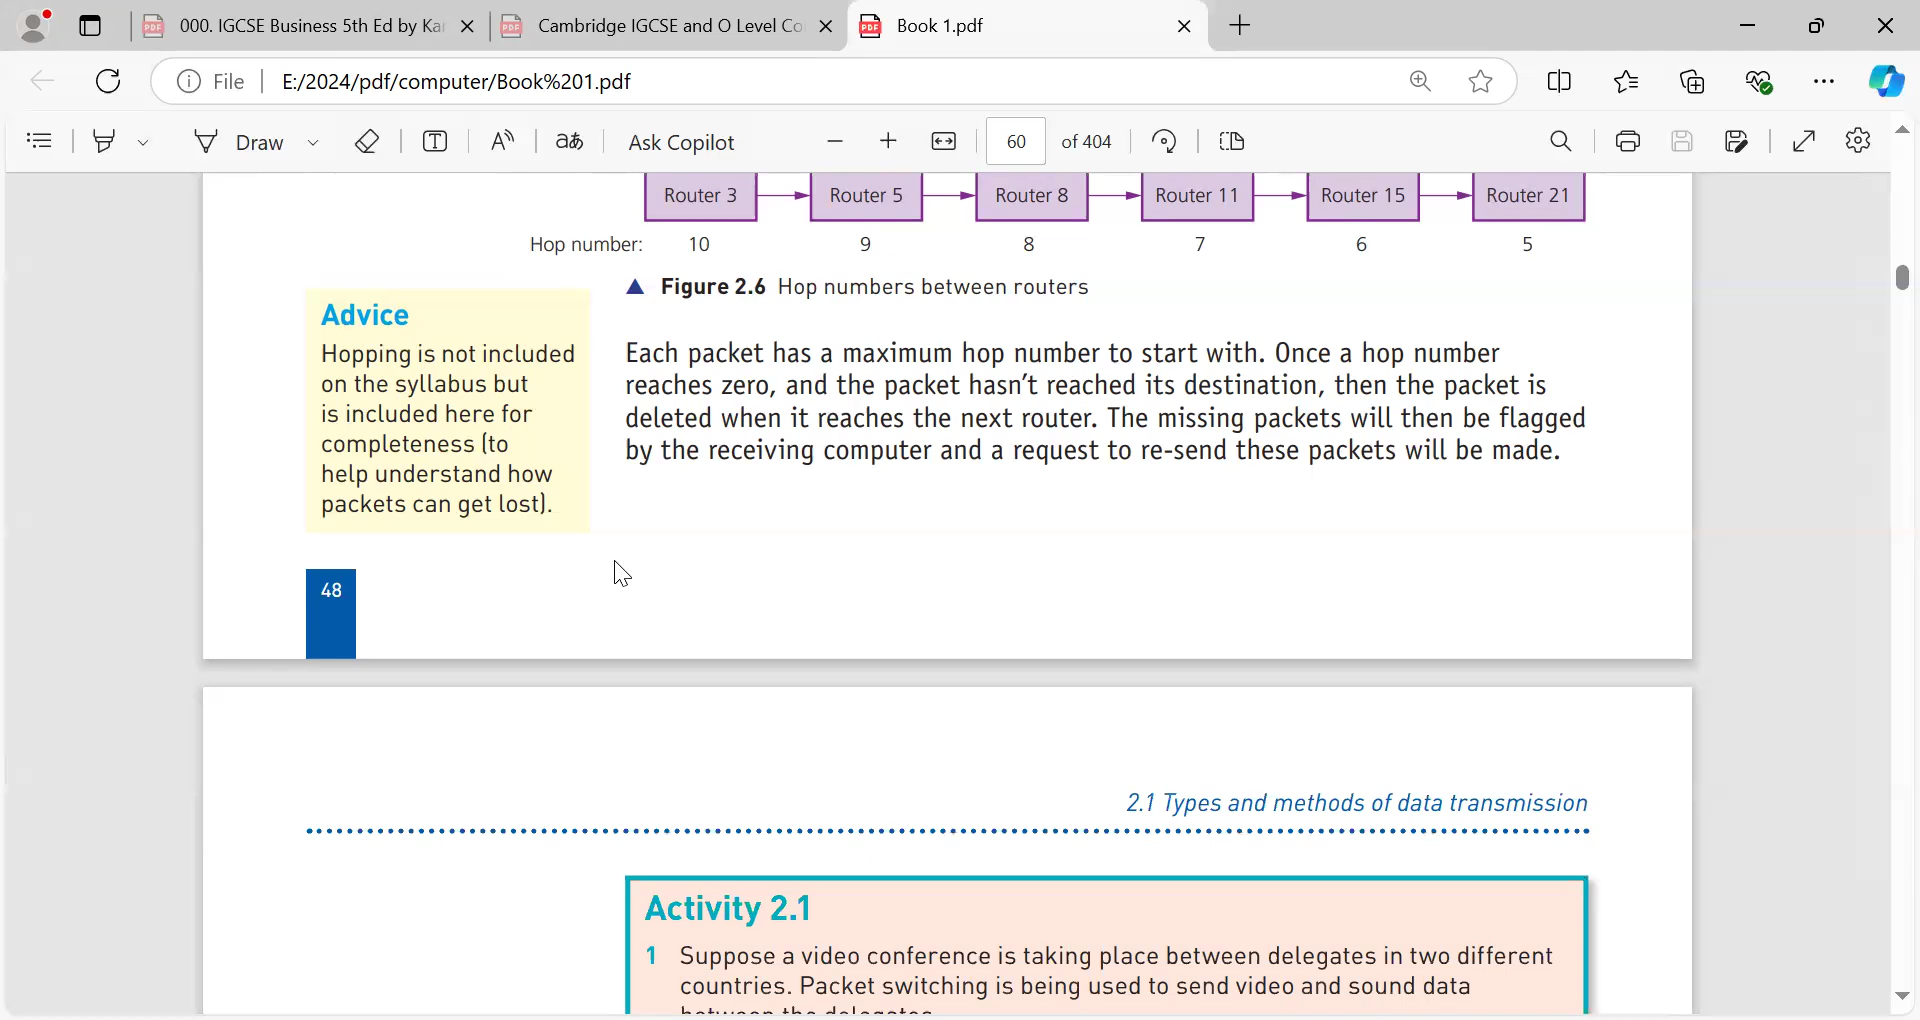 000. IGCSE Business 5th Ed by Kar
Cambridge IGCSE and O Level Co
Book 1.pdf
File
E:/2024/pdf/computer/Book%201.pdf
Draw
Ask Copilot
60
of 404
Router 3
Router 5
Router 8
Router 11
Router 15
Router 21
Hop number: 10 9 8 7 6 5
▲ Figure 2.6 Hop numbers between routers
Advice
Hopping is not included
on the syllabus but
is included here for
completeness (to
help understand how
packets can get lost).
Each packet has a maximum hop number to start with. Once a hop number
reaches zero, and the packet hasn't reached its destination, then the packet is
deleted when it reaches the next router. The missing packets will then be flagged
by the receiving computer and a request to re-send these packets will be made.
48
2.1 Types and methods of data transmission
Activity 2.1
1 Suppose a video conference is taking place between delegates in two different
countries. Packet switching is being used to send video and sound data
between the delegates.